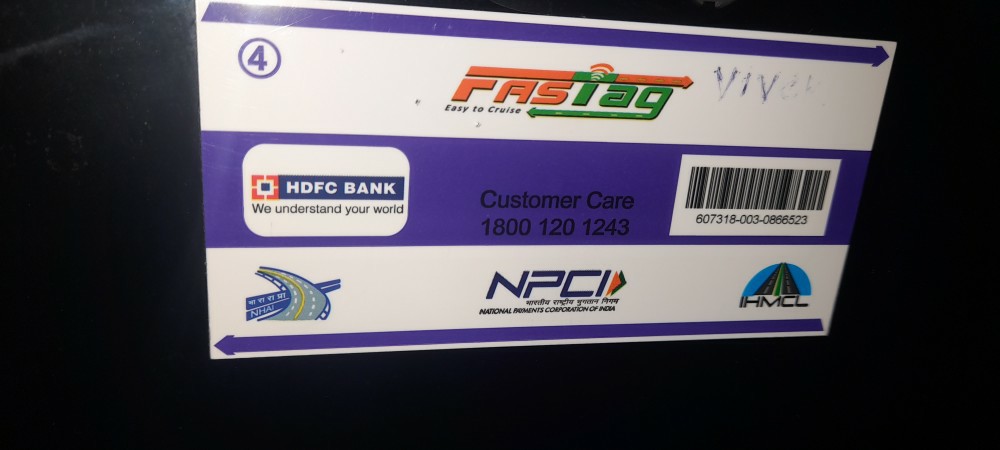 4
FASTag
Easy to Cruise
HDFC BANK
We understand your world
Customer Care
1800 120 1243
607318-003-0866523
भा रा रा प्रा
NHAI
NPCI
भारतीय राष्ट्रीय भुगतान निगम
NATIONAL PAYMENTS CORPORATION OF INDIA
IHMCL